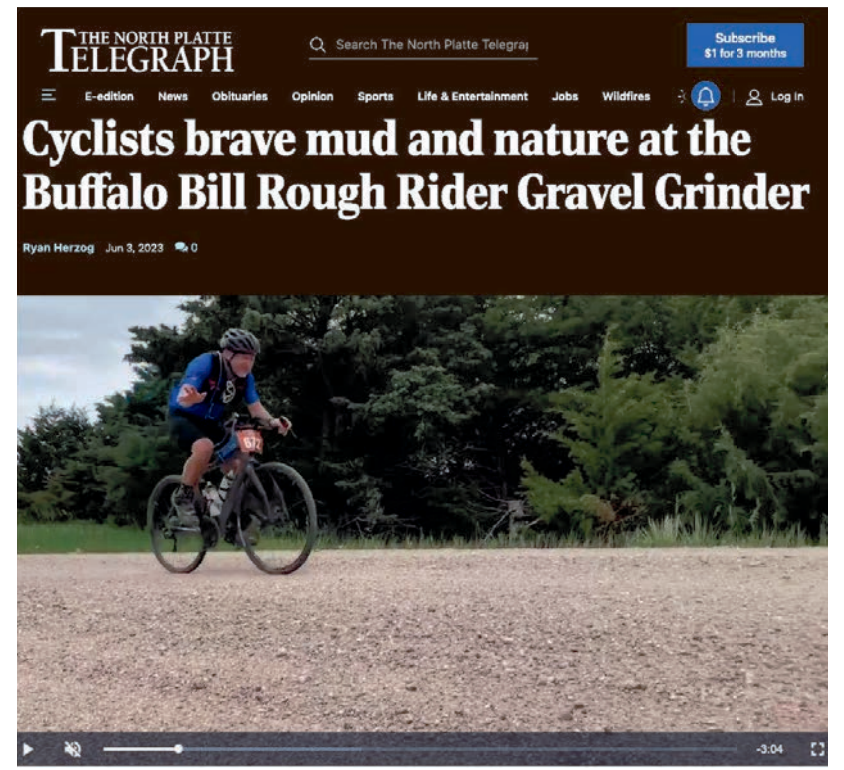 THE NORTH PLATTE
TELEGRAPH
Search The North Platte Telegraj
Subscribe
$1 for 3 months
E-edition News Obituaries Opinion Sports Life & Entertainment Jobs Wildfires Log In
Cyclists brave mud and nature at the
Buffalo Bill Rough Rider Gravel Grinder
Ryan Herzog Jun 3, 2023 0
-3:04